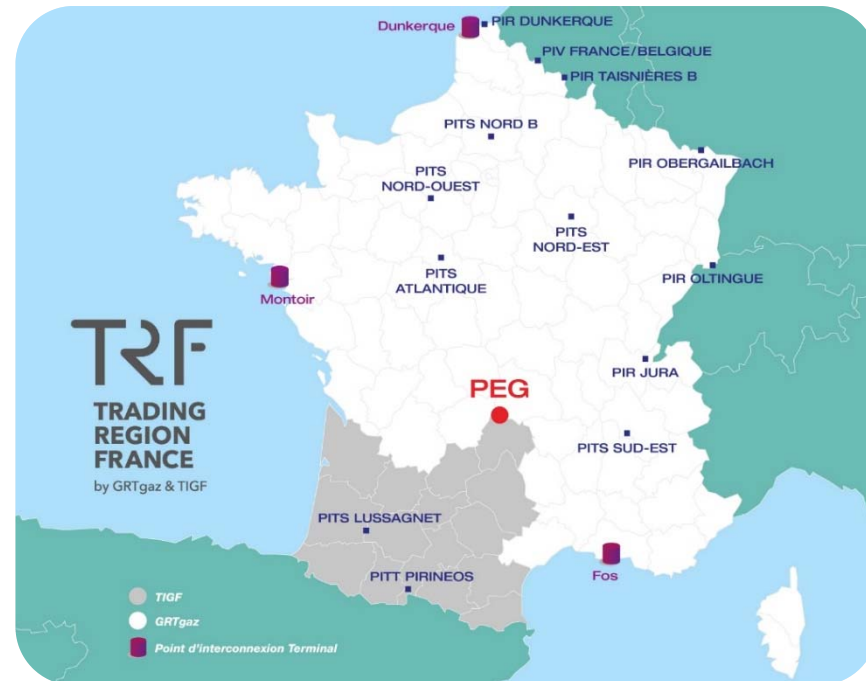 Dunkerque
PIR DUNKERQUE
PIV FRANCE/BELGIQUE
PIR TAISNIÈRES B
PITS NORD B
PIR OBERGAILBACH
PITS
NORD-OUEST
PITS
NORD-EST
PITS
ATLANTIQUE
PIR OLTINGUE
Montoir
TRF
TRADING
REGION
FRANCE
by GRTgaz & TIGF
PIR JURA
PEG
PITS SUD-EST
PITS LUSSAGNET
Fos
PITT PIRINEOS
TIGF
GRTgaz
Point d'interconnexion Terminal